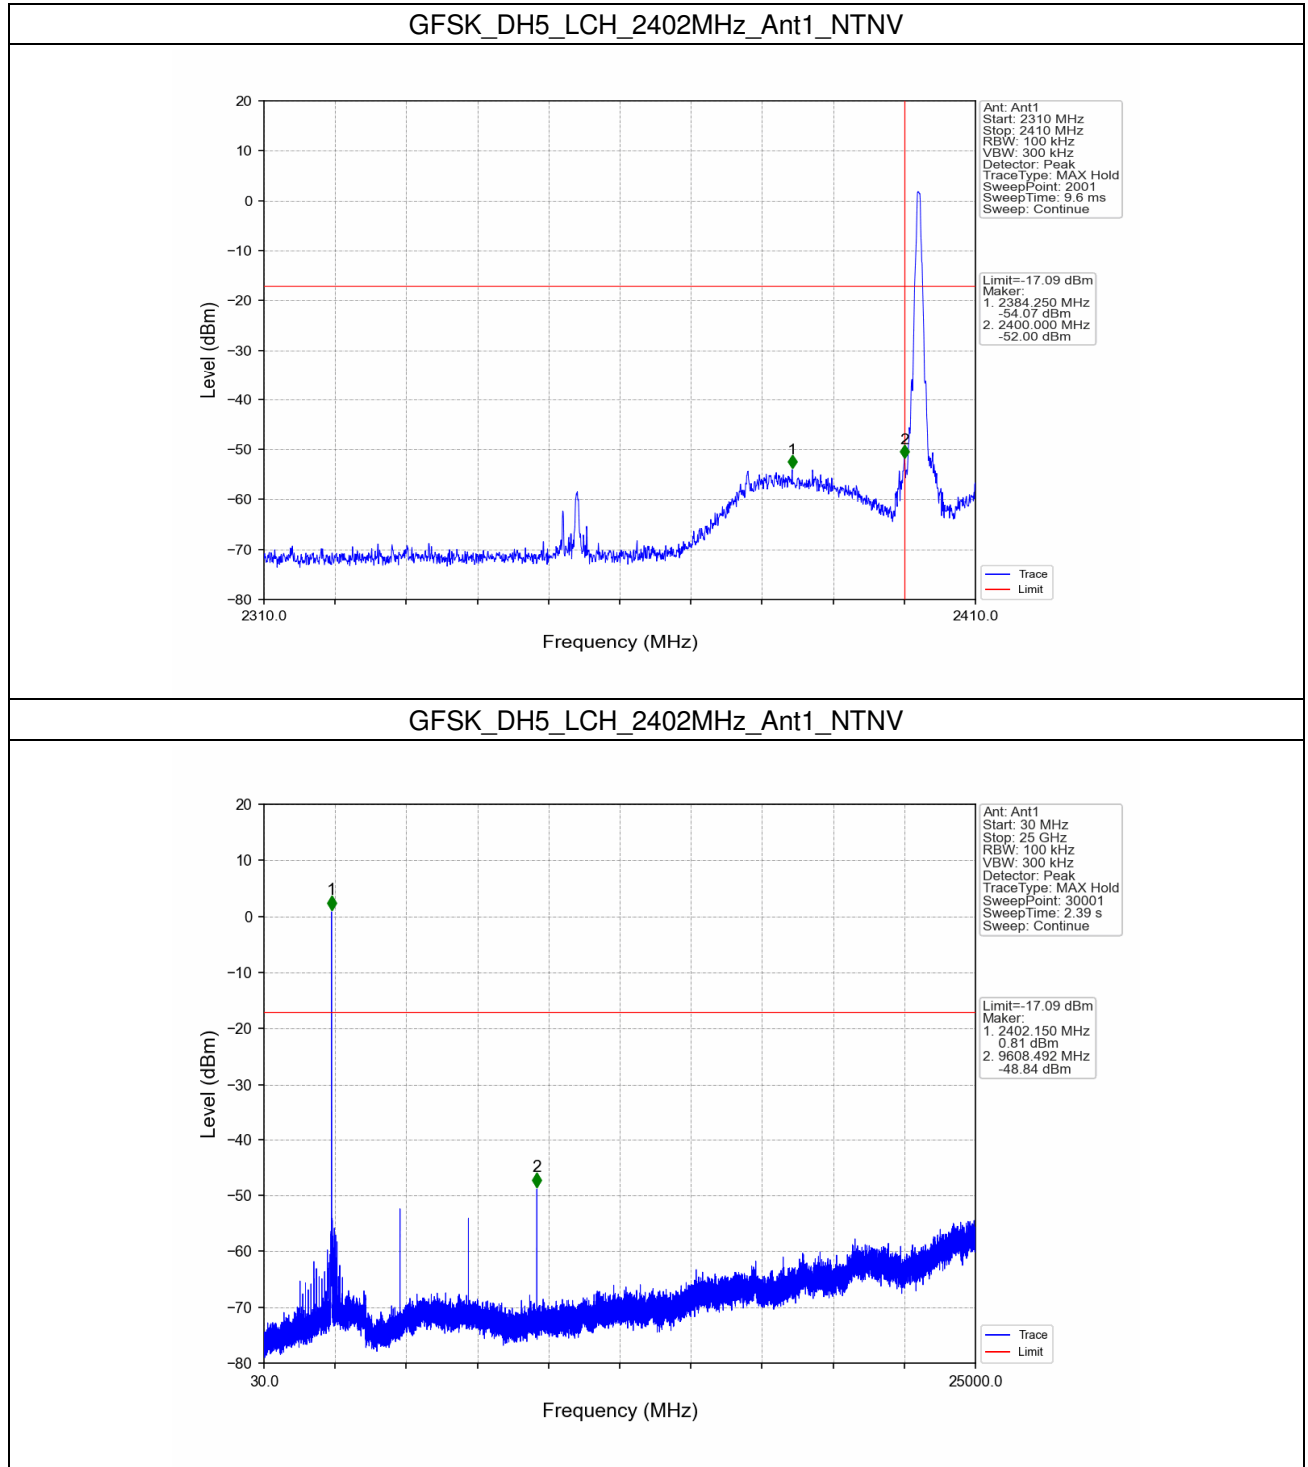 GFSK_DH5_LCH_2402MHz_Ant1_NTNV
20
10
0
−10
−20
−30
−40
−50
−60
−70
−80
Level (dBm)
1
2
2310.0
2410.0
Frequency (MHz)
Ant: Ant1
Start: 2310 MHz
Stop: 2410 MHz
RBW: 100 kHz
VBW: 300 kHz
Detector: Peak
TraceType: MAX Hold
SweepPoint: 2001
SweepTime: 9.6 ms
Sweep: Continue
Limit=-17.09 dBm
Maker:
1. 2384.250 MHz
-54.07 dBm
2. 2400.000 MHz
-52.00 dBm
Trace
Limit
GFSK_DH5_LCH_2402MHz_Ant1_NTNV
20
10
0
−10
−20
−30
−40
−50
−60
−70
−80
Level (dBm)
1
2
30.0
25000.0
Frequency (MHz)
Ant: Ant1
Start: 30 MHz
Stop: 25 GHz
RBW: 100 kHz
VBW: 300 kHz
Detector: Peak
TraceType: MAX Hold
SweepPoint: 30001
SweepTime: 2.39 s
Sweep: Continue
Limit=-17.09 dBm
Maker:
1. 2402.150 MHz
0.81 dBm
2. 9608.492 MHz
-48.84 dBm
Trace
Limit